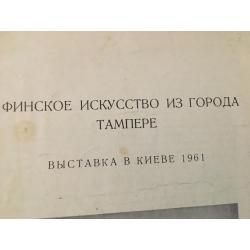 ФИНСКОЕ ИСКУССТВО ИЗ ГОРОДА
ТАМПЕРЕ
ВЫСТАВКА В КИЕВЕ 1961